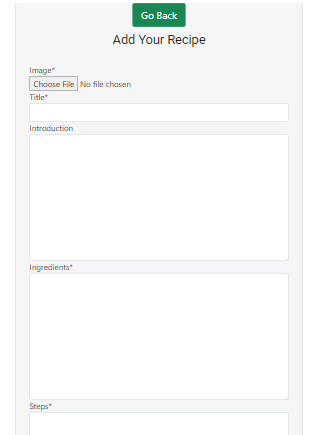 Go Back
Add Your Recipe
Image*
Choose File No file chosen
Title*
Introduction
Ingredients*
Steps*